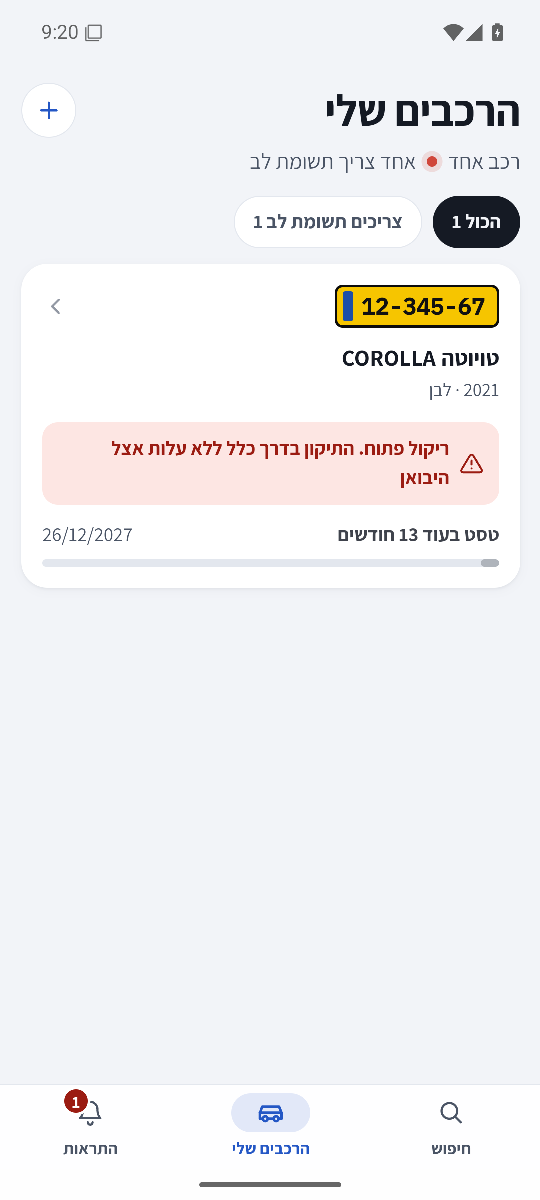 9:20
הרכבים שלי
רכב אחד אחד צריך תשומת לב
הכול 1
צריכים תשומת לב 1
12-345-67
טויוטה COROLLA
2021 · לבן
ריקול פתוח. התיקון בדרך כלל ללא עלות אצל
היבואן
טסט בעוד 13 חודשים
26/12/2027
חיפוש
הרכבים שלי
1
התראות